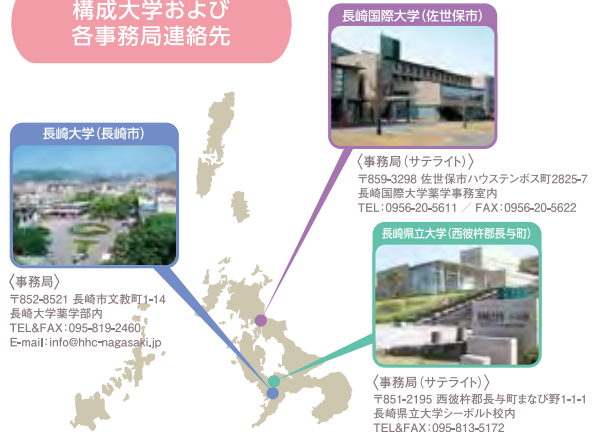 構成大学および
各事務局連絡先
長崎国際大学(佐世保市)
〈事務局(サテライト)〉
〒859-3298 佐世保市ハウステンボス町2825-7
長崎国際大学薬学事務室内
TEL:0956-20-5611 ／ FAX:0956-20-5622
長崎大学(長崎市)
〈事務局〉
〒852-8521 長崎市文教町1-14
長崎大学薬学部内
TEL&FAX:095-819-2460
E-mail:info@hhc-nagasaki.jp
長崎県立大学(西彼杵郡長与町)
〈事務局(サテライト)〉
〒851-2195 西彼杵郡長与町まなび野1-1-1
長崎県立大学シーボルト校内
TEL&FAX:095-813-5172